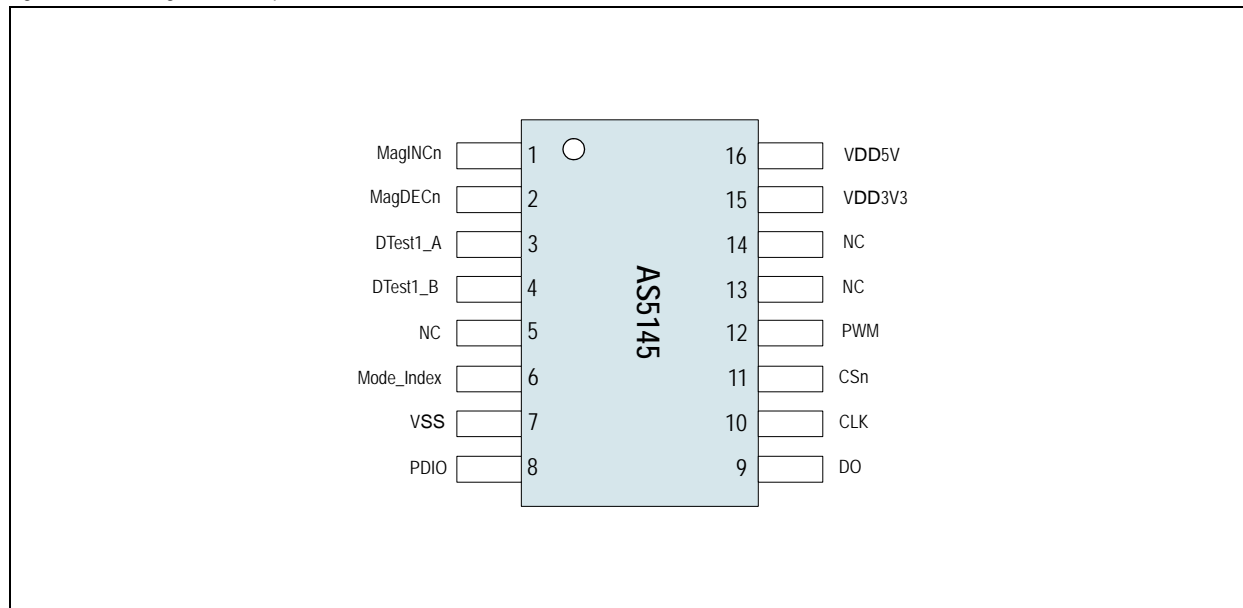 MagINCn 1 16 VDD5V
MagDECn 2 15 VDD3V3
DTest1_A 3 14 NC
DTest1_B 4 13 NC
NC 5 12 PWM
Mode_Index 6 11 CSn
VSS 7 10 CLK
PDIO 8 9 DO
AS5145